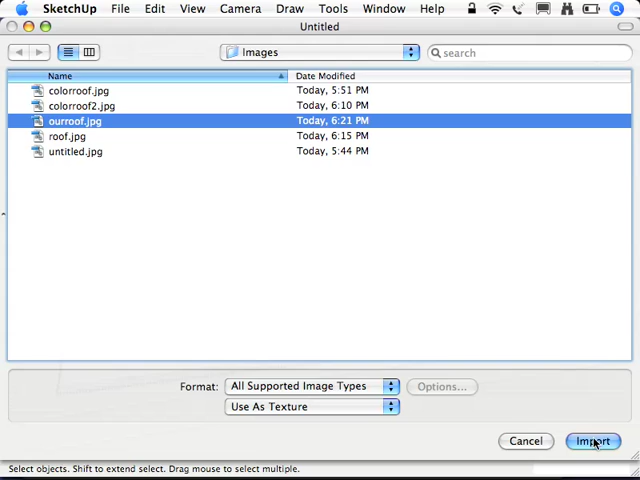 SketchUp File Edit View Camera Draw Tools Window Help
Untitled
Images search
Name Date Modified
colorroof.jpg Today, 5:51 PM
colorroof2.jpg Today, 6:10 PM
ourroof.jpg Today, 6:21 PM
roof.jpg Today, 6:15 PM
untitled.jpg Today, 5:44 PM
Format: All Supported Image Types Options...
Use As Texture
Cancel Import
Select objects. Shift to extend select. Drag mouse to select multiple.